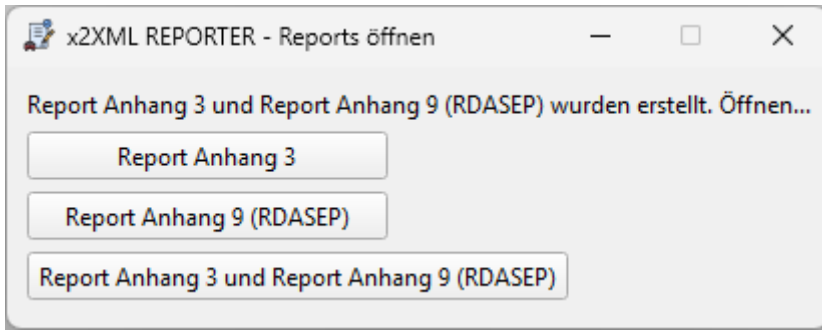 x2XML REPORTER - Reports öffnen
Report Anhang 3 und Report Anhang 9 (RDASEP) wurden erstellt. Öffnen...
Report Anhang 3
Report Anhang 9 (RDASEP)
Report Anhang 3 und Report Anhang 9 (RDASEP)